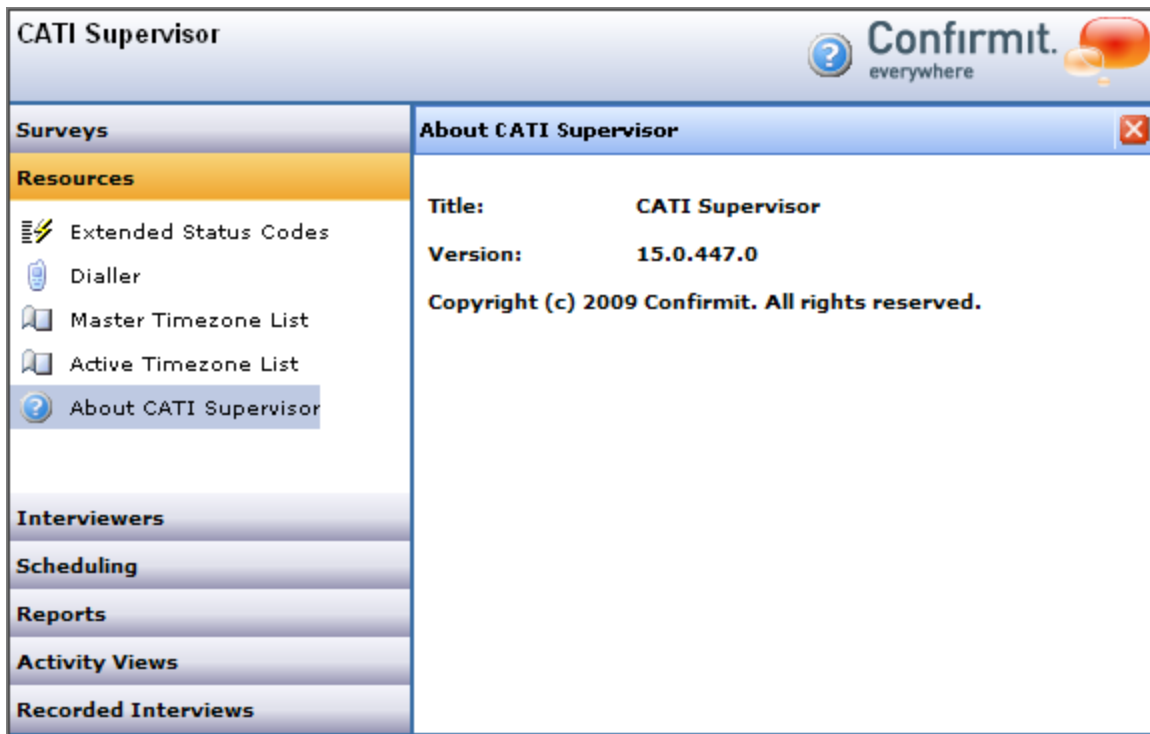 CATI Supervisor
Confirmit.
everywhere
Surveys
Resources
Extended Status Codes
Dialler
Master Timezone List
Active Timezone List
About CATI Supervisor
Interviewers
Scheduling
Reports
Activity Views
Recorded Interviews
About CATI Supervisor
Title: CATI Supervisor
Version: 15.0.447.0
Copyright (c) 2009 Confirmit. All rights reserved.